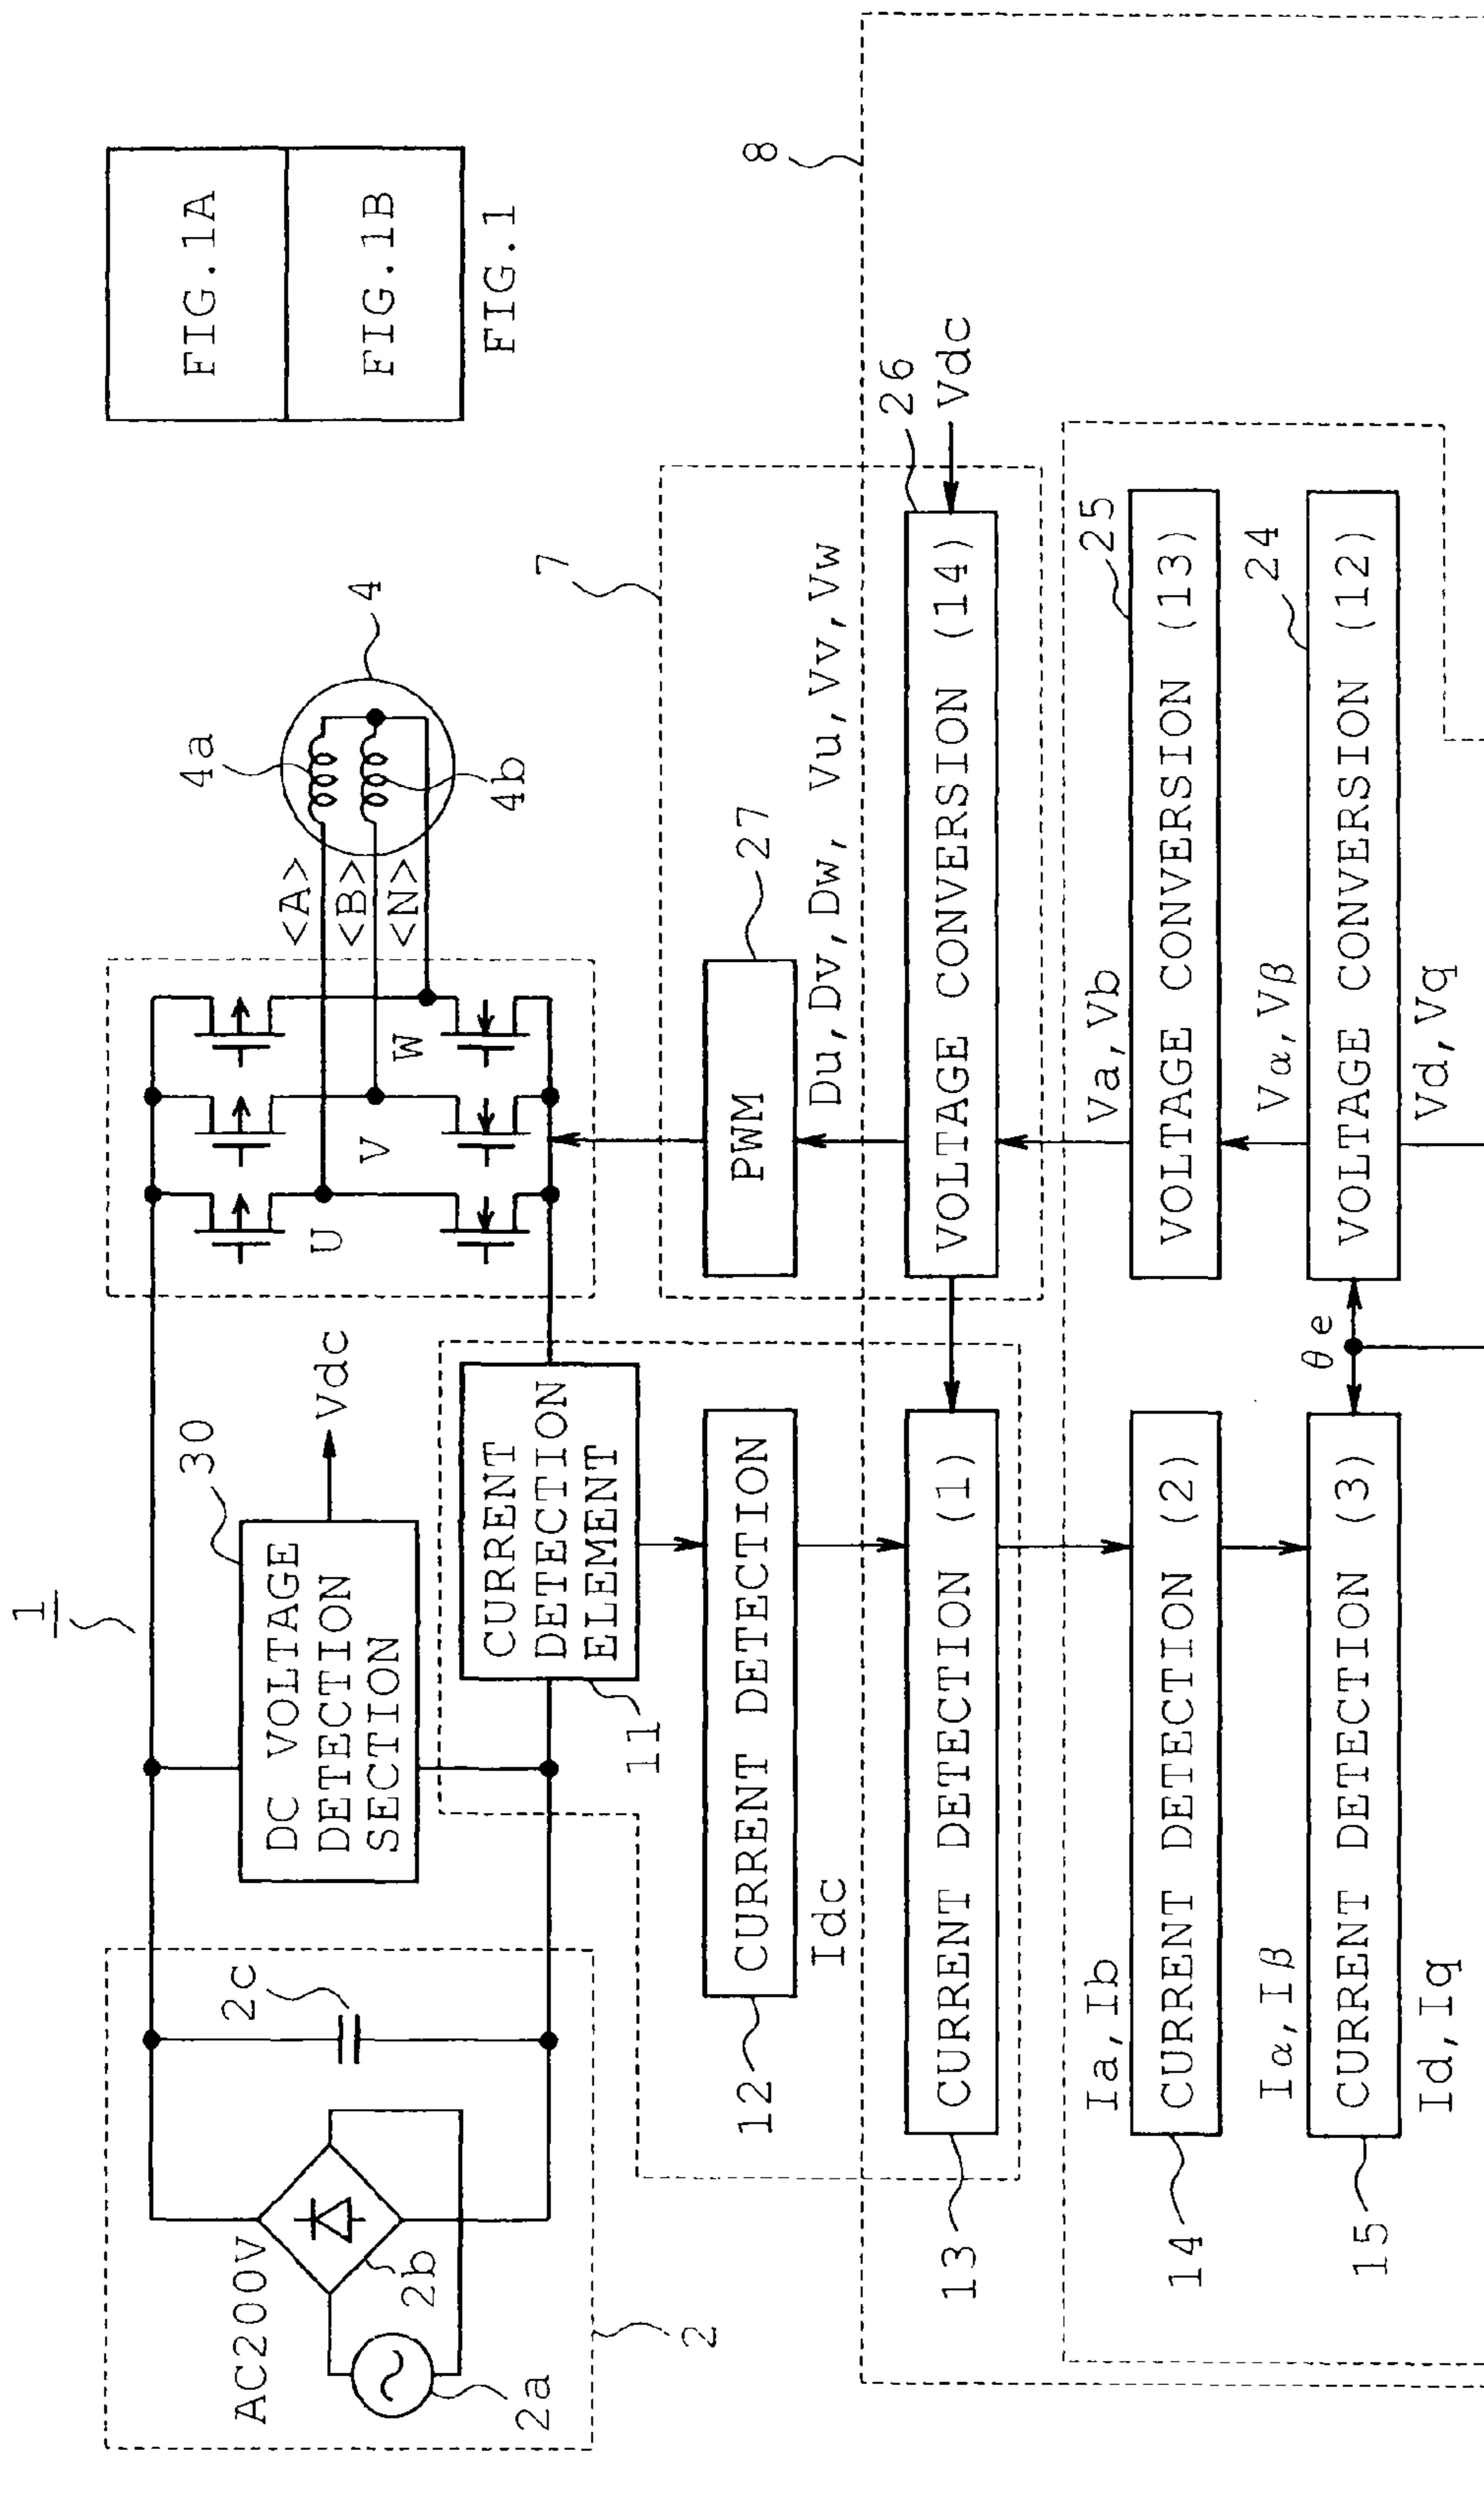 1
FIG.1A
FIG.1B
FIG.1
AC200V
2a
2b
2c
2
DC VOLTAGE
DETECTION
SECTION
30
Vdc
U
V
W
<A>
<B>
<N>
4a
4b
4
CURRENT
DETECTION
ELEMENT
11
7
8
12
CURRENT DETECTION
Idc
PWM
27
Du,Dv,Dw, Vu,Vv,Vw
13
CURRENT DETECTION (1)
VOLTAGE CONVERSION (14)
26
Vdc
Ia,Ib
Va,Vb
14
CURRENT DETECTION (2)
VOLTAGE CONVERSION (13)
25
Iα,Iβ
Vα,Vβ
15
CURRENT DETECTION (3)
θe
VOLTAGE CONVERSION (12)
24
Id,Iq
Vd,Vq